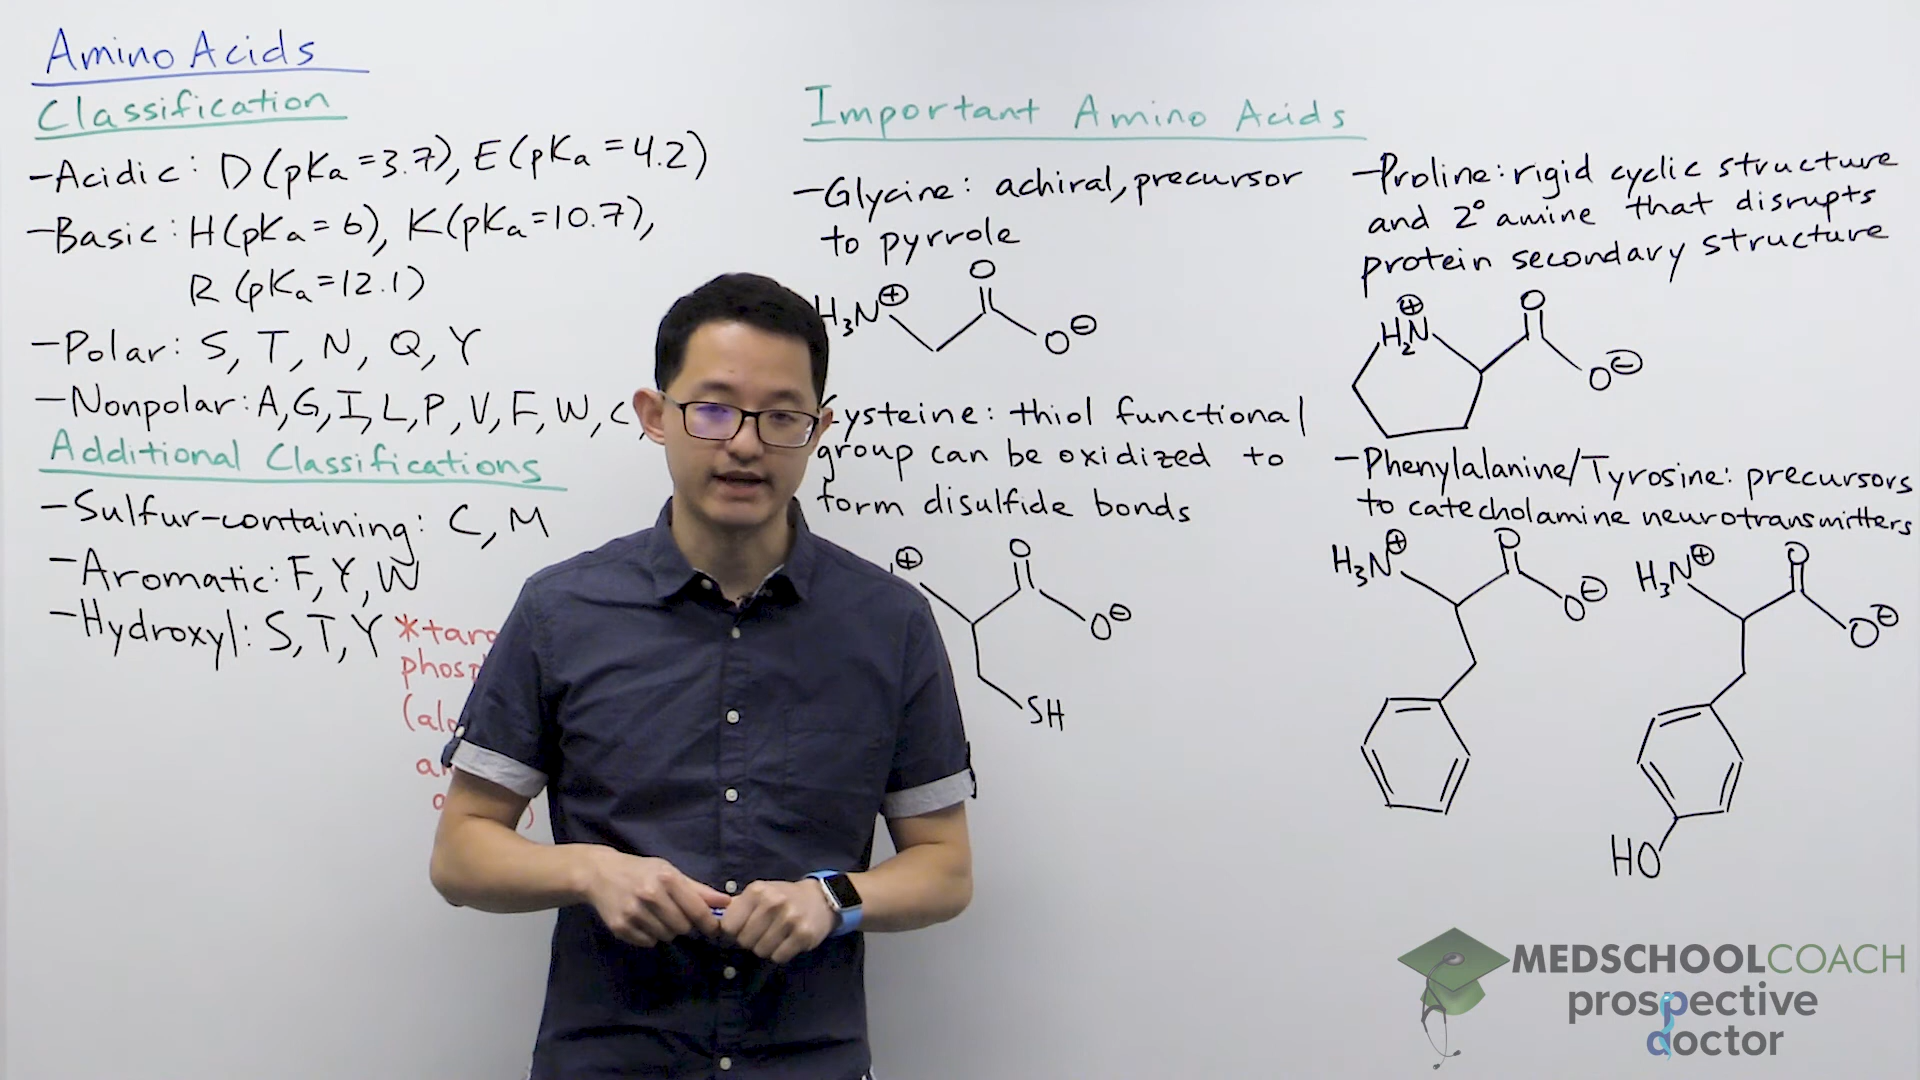 Amino Acids
Classification
-Acidic: D (pKa = 3.7), E (pKa = 4.2)
-Basic: H (pKa = 6), K (pKa = 10.7),
R (pKa = 12.1)
-Polar: S, T, N, Q, Y
-Nonpolar: A, G, I, L, P, V, F, W, C,
Additional Classifications
-Sulfur-containing: C, M
-Aromatic: F, Y, W
-Hydroxyl: S, T, Y
Important Amino Acids
-Glycine: achiral, precursor
to pyrrole
H3N⊕
O
O⊖
Cysteine: thiol functional
group can be oxidized to
form disulfide bonds
⊕
O
O⊖
SH
-Proline: rigid cyclic structure
and 2° amine that disrupts
protein secondary structure
⊕
H2N
O
O⊖
-Phenylalanine/Tyrosine: precursors
to catecholamine neurotransmitters
H3N⊕
O
O⊖
H3N⊕
O
O⊖
HO
MEDSCHOOLCOACH
prospective
doctor